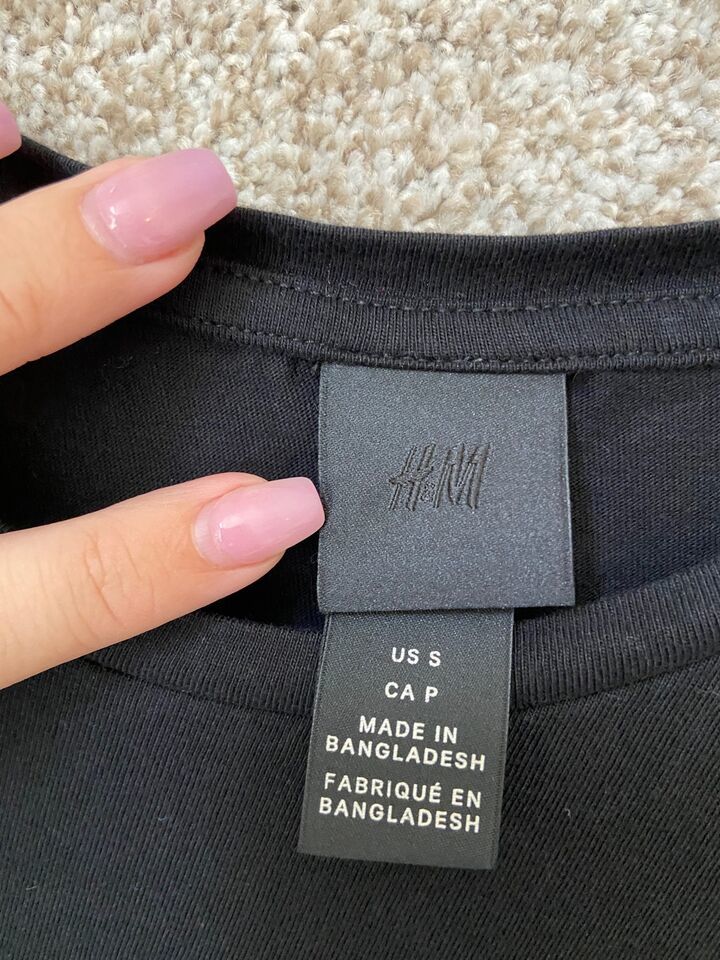 H&M
US S
CA P
MADE IN
BANGLADESH
FABRIQUÉ EN
BANGLADESH